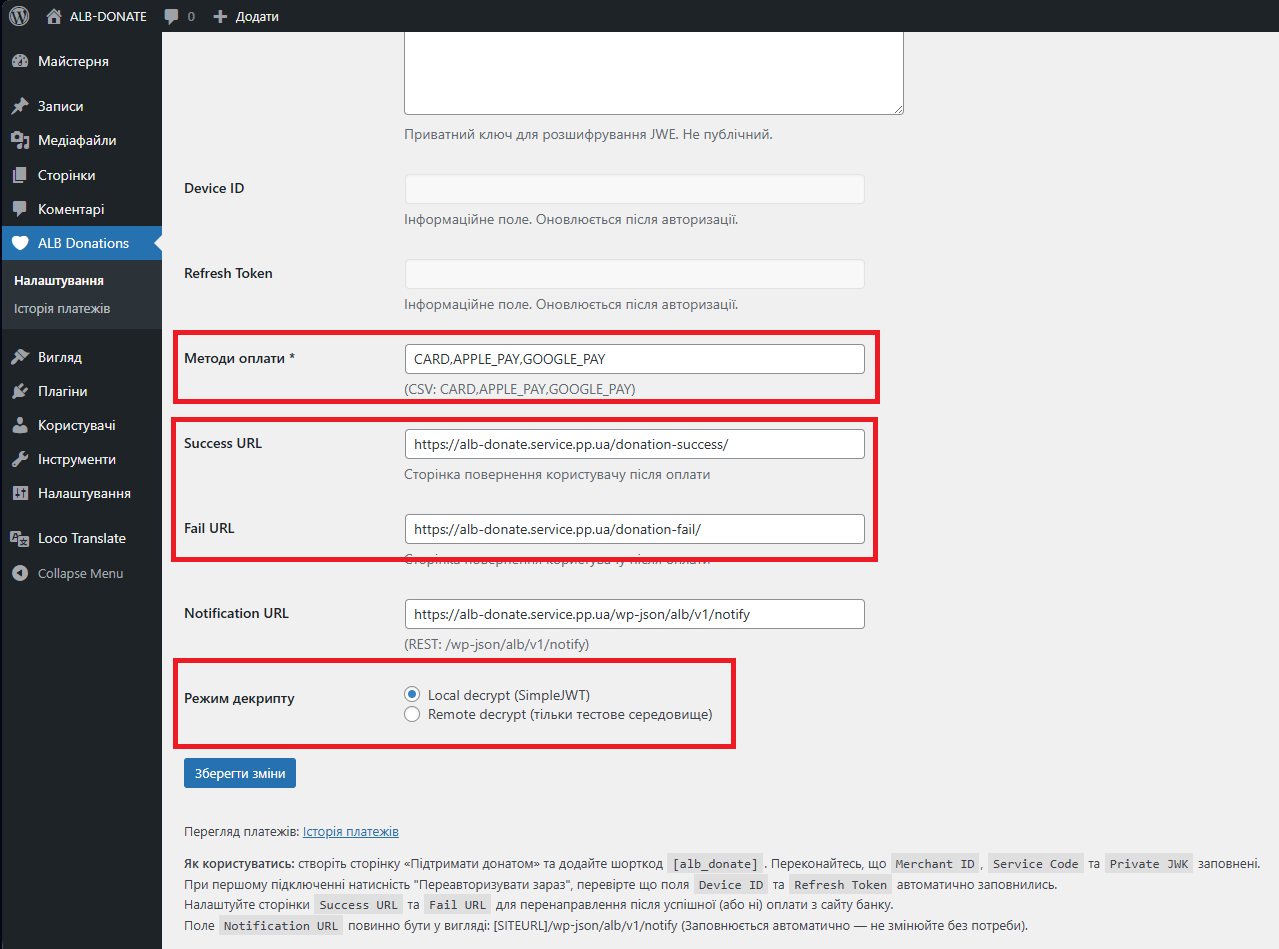 ALB-DONATE 0 Додати
Майстерня
Записи
Медіафайли
Сторінки
Коментарі
ALB Donations
Налаштування
Історія платежів
Вигляд
Плагіни
Користувачі
Інструменти
Налаштування
Loco Translate
Collapse Menu
Приватний ключ для розшифрування JWE. Не публічний.
Device ID
Інформаційне поле. Оновлюється після авторизації.
Refresh Token
Інформаційне поле. Оновлюється після авторизації.
Методи оплати * CARD,APPLE_PAY,GOOGLE_PAY
(CSV: CARD,APPLE_PAY,GOOGLE_PAY)
Success URL https://alb-donate.service.pp.ua/donation-success/
Сторінка повернення користувачу після оплати
Fail URL https://alb-donate.service.pp.ua/donation-fail/
Сторінка повернення користувачу після оплати
Notification URL https://alb-donate.service.pp.ua/wp-json/alb/v1/notify
(REST: /wp-json/alb/v1/notify)
Режим декрипту Local decrypt (SimpleJWT)
Remote decrypt (тільки тестове середовище)
Зберегти зміни
Перегляд платежів: Історія платежів
Як користуватись: створіть сторінку «Підтримати донатом» та додайте шорткод [alb_donate] . Переконайтесь, що Merchant ID , Service Code та Private JWK заповнені.
При першому підключенні натисність "Переавторизувати зараз", перевірте що поля Device ID та Refresh Token автоматично заповнились.
Налаштуйте сторінки Success URL та Fail URL для перенаправлення після успішної (або ні) оплати з сайту банку.
Поле Notification URL повинно бути у вигляді: [SITEURL]/wp-json/alb/v1/notify (Заповнюється автоматично — не змінюйте без потреби).